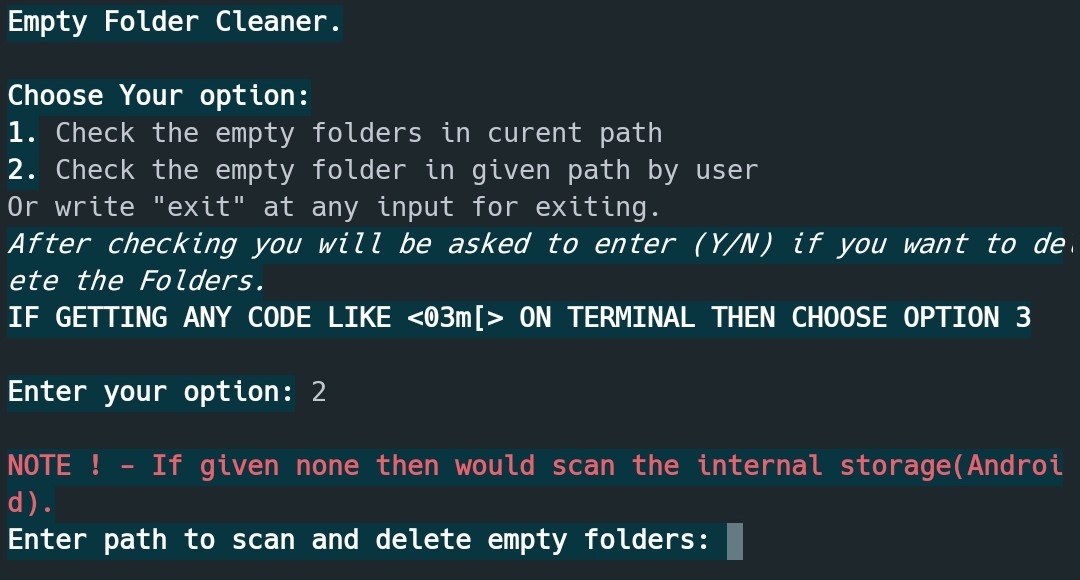 Empty Folder Cleaner.
Choose Your option:
1. Check the empty folders in curent path
2. Check the empty folder in given path by user
Or write "exit" at any input for exiting.
After checking you will be asked to enter (Y/N) if you want to del
ete the Folders.
IF GETTING ANY CODE LIKE <03m[> ON TERMINAL THEN CHOOSE OPTION 3
Enter your option: 2
NOTE ! - If given none then would scan the internal storage(Androi
d).
Enter path to scan and delete empty folders: